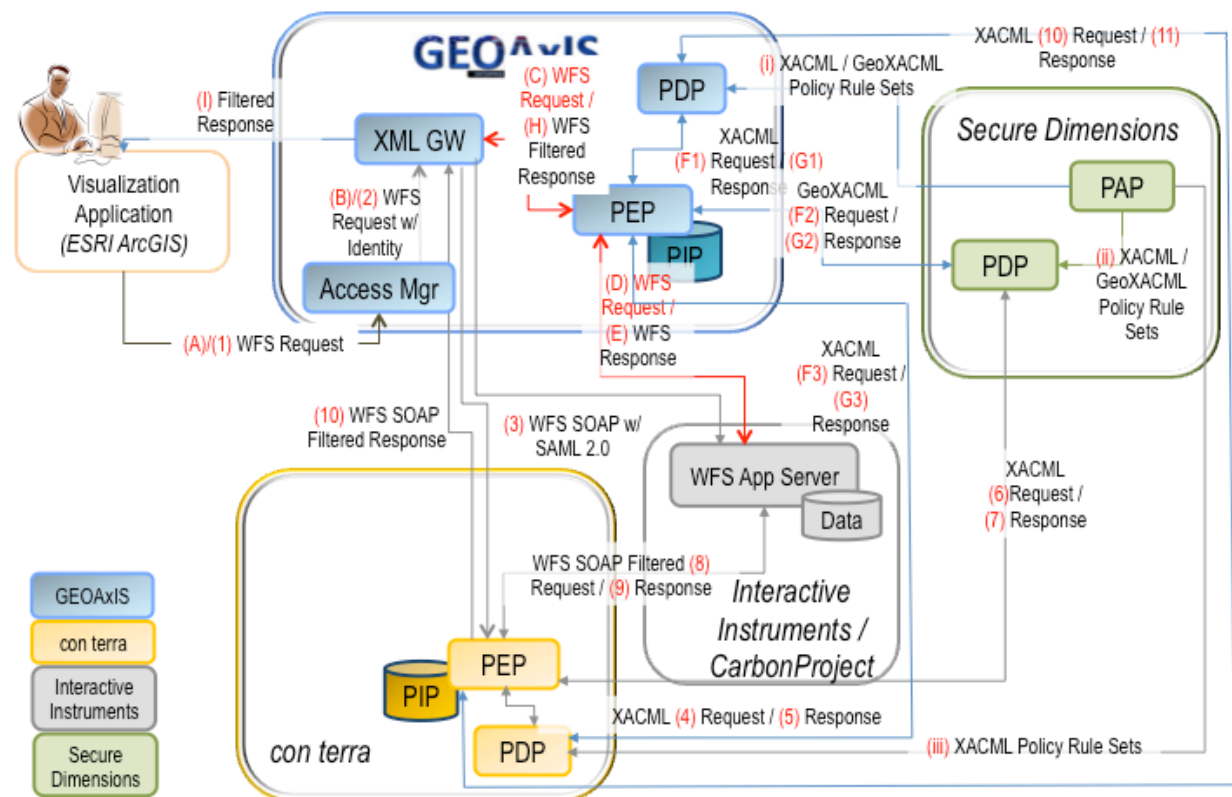 GEOAxIS
XACML (10) Request / (11)
Response
(C) WFS
Request /
(H) WFS
Filtered
Response
(i) XACML / GeoXACML
Policy Rule Sets
PDP
(I) Filtered
Response
XML GW
Secure Dimensions
XACML
(F1) Request / (G1)
Response
Visualization
Application
(ESRI ArcGIS)
(B)/(2) WFS
Request w/
Identity
PEP
PIP
GeoXACML
(F2) Request /
(G2) Response
PAP
PDP
(ii) XACML /
GeoXACML
Policy Rule
Sets
Access Mgr
(D) WFS
Request /
(E) WFS
Response
(A)/(1) WFS Request
XACML
(F3) Request /
(G3)
Response
(10) WFS SOAP
Filtered Response
(3) WFS SOAP w/
SAML 2.0
WFS App Server
Data
XACML
(6)Request /
(7) Response
WFS SOAP Filtered (8)
Request / (9) Response
Interactive
Instruments /
CarbonProject
GEOAxIS
con terra
Interactive
Instruments
Secure
Dimensions
PEP
PIP
PDP
con terra
XACML (4) Request / (5) Response
(iii) XACML Policy Rule Sets